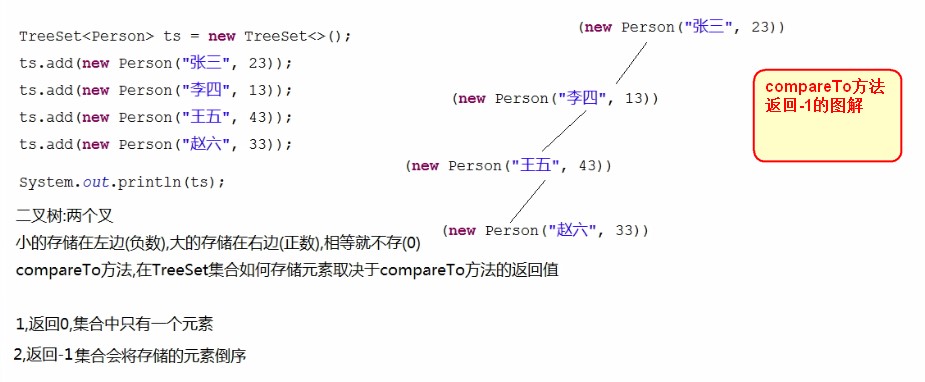 TreeSet<Person> ts = new TreeSet<>();
ts.add(new Person("张三", 23));
ts.add(new Person("李四", 13));
ts.add(new Person("王五", 43));
ts.add(new Person("赵六", 33));
System.out.println(ts);
二叉树:两个叉
小的存储在左边(负数),大的存储在右边(正数),相等就不存(0)
compareTo方法,在TreeSet集合如何存储元素取决于compareTo方法的返回值
1,返回0,集合中只有一个元素
2,返回-1集合会将存储的元素倒序
(new Person("张三", 23))
(new Person("李四", 13))
(new Person("王五", 43))
(new Person("赵六", 33))
compareTo方法
返回-1的图解